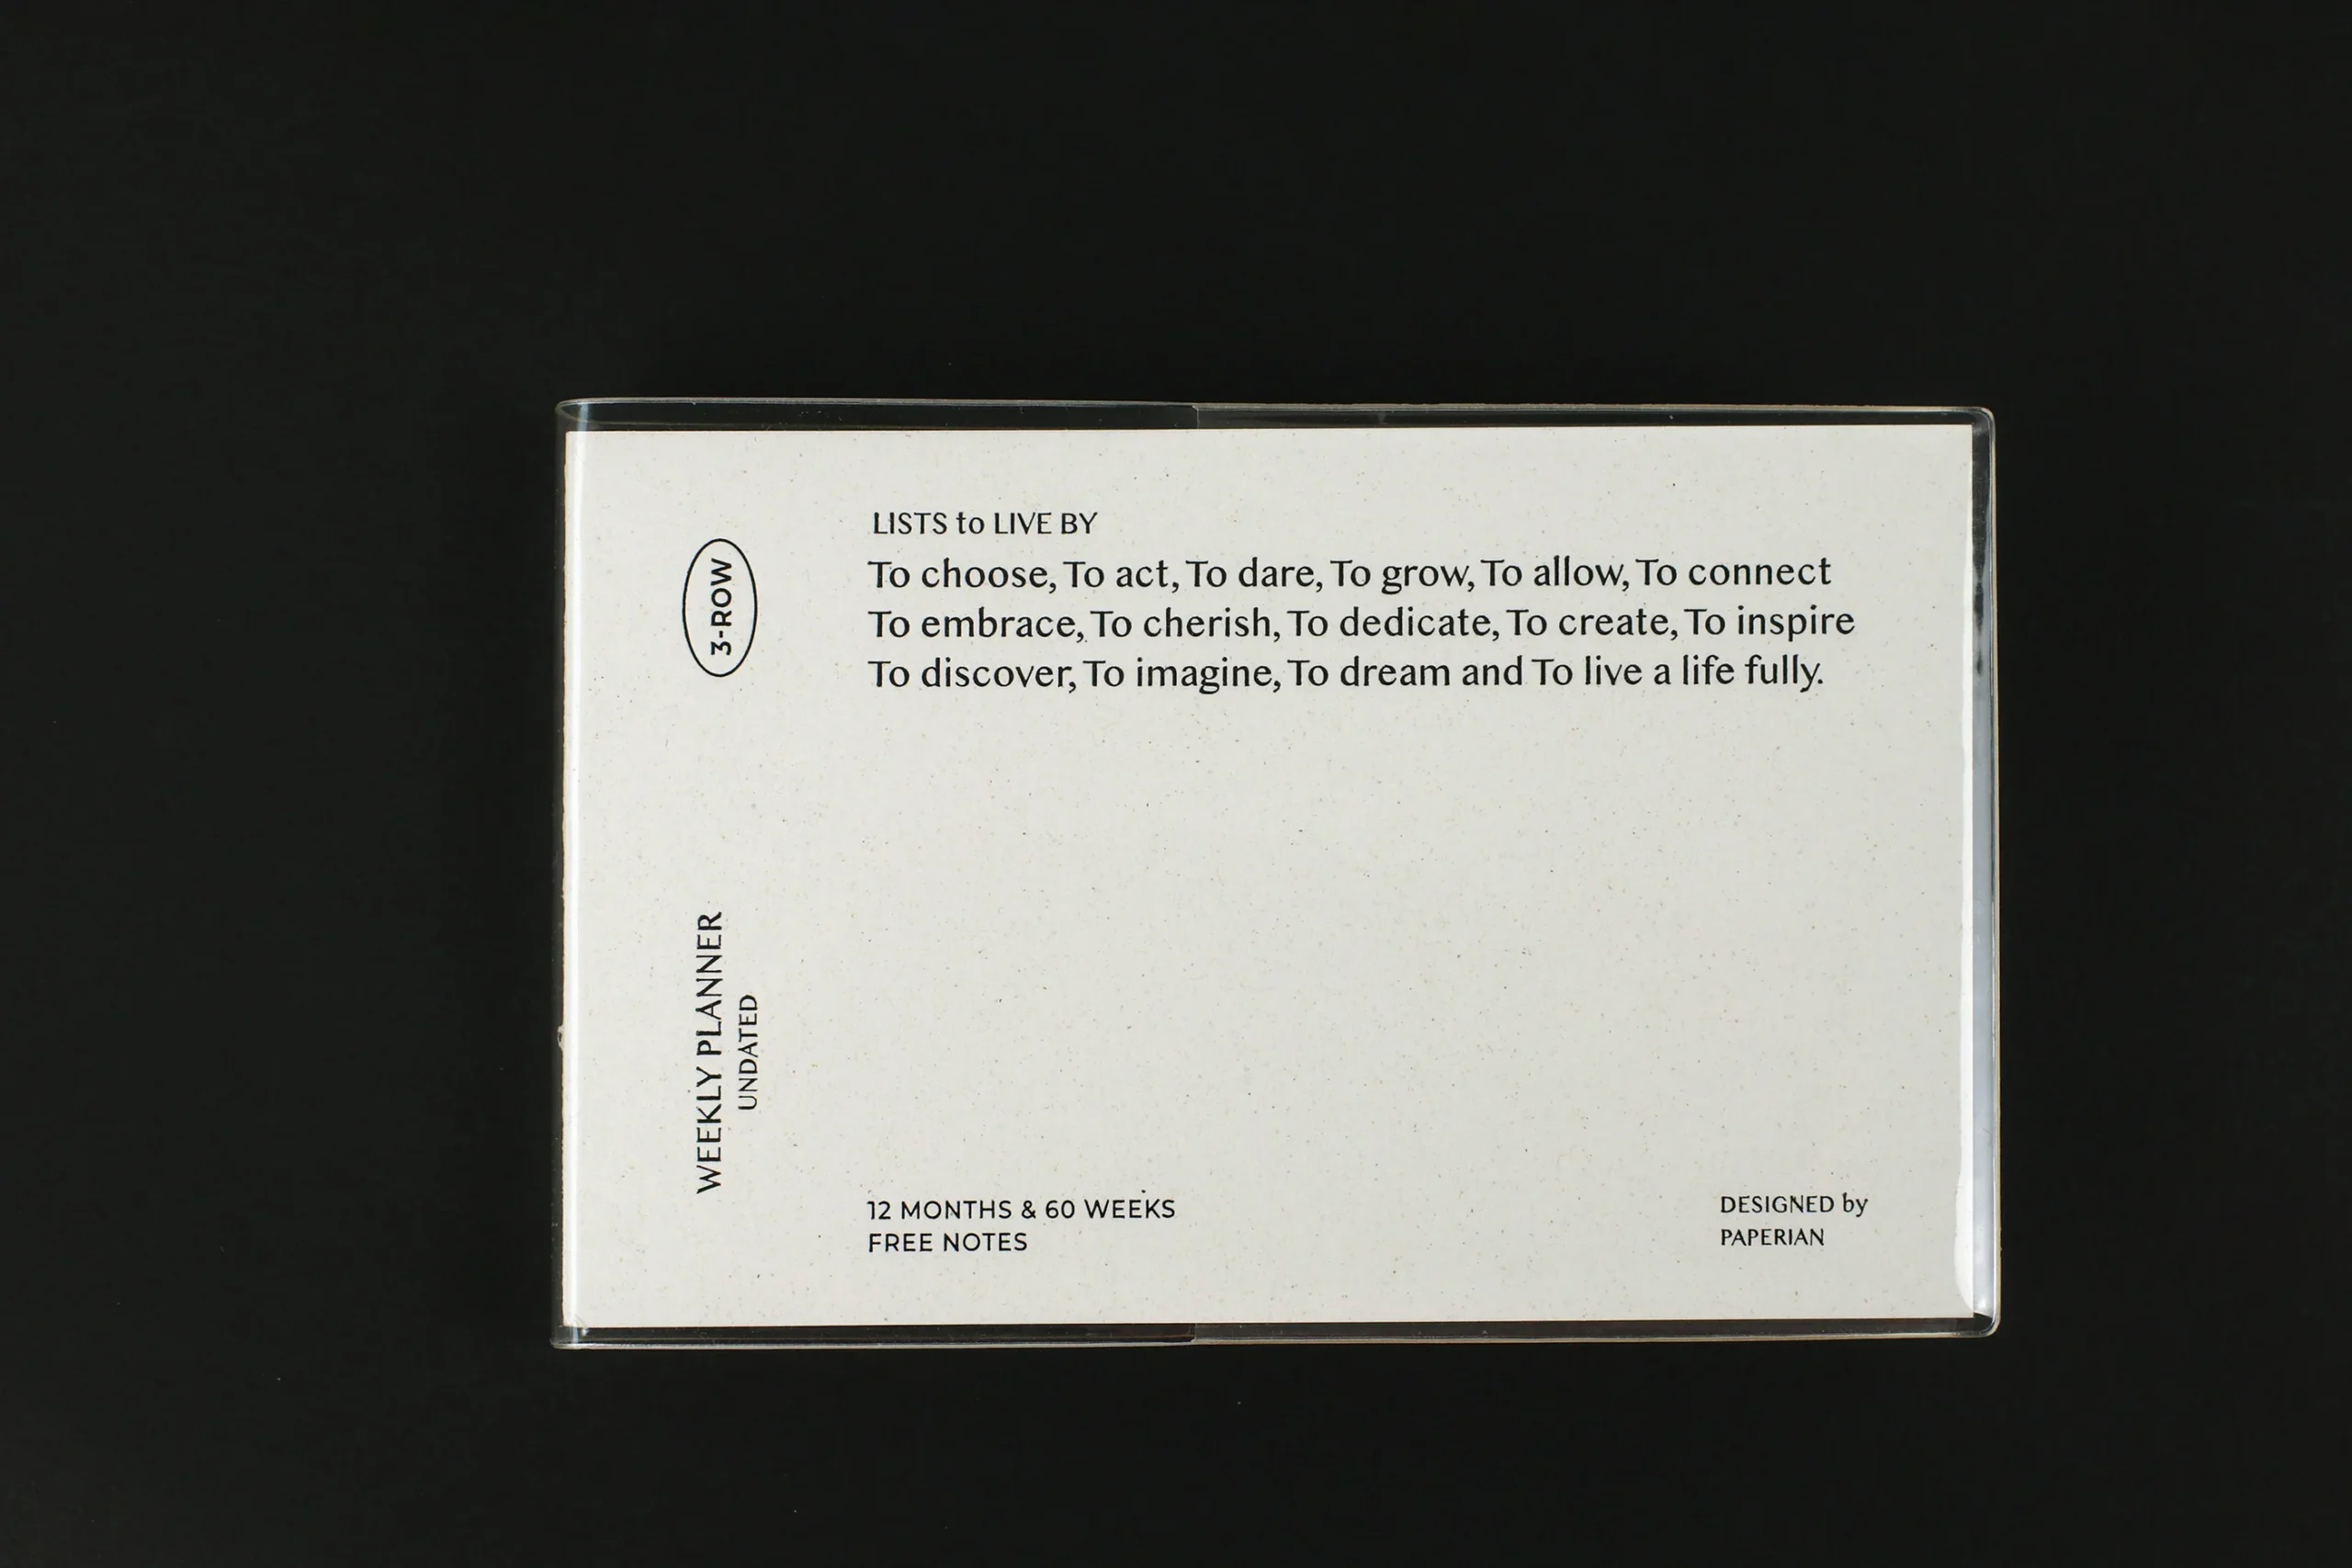 LISTS to LIVE BY
To choose, To act, To dare, To grow, To allow, To connect
To embrace, To cherish, To dedicate, To create, To inspire
To discover, To imagine, To dream and To live a life fully.
3-ROW
WEEKLY PLANNER
UNDATED
12 MONTHS & 60 WEEKS
FREE NOTES
DESIGNED by
PAPERIAN